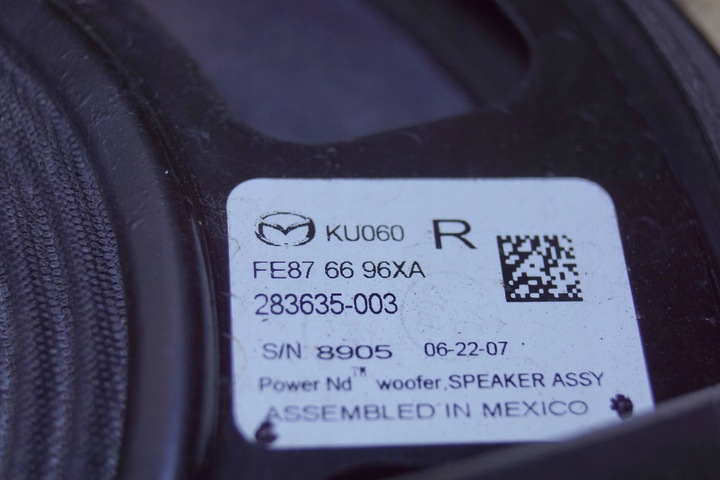 KU060 R
FE87 66 96XA
283635-003
S/N 8905 06-22-07
Power Nd™ woofer, SPEAKER ASSY
ASSEMBLED IN MEXICO